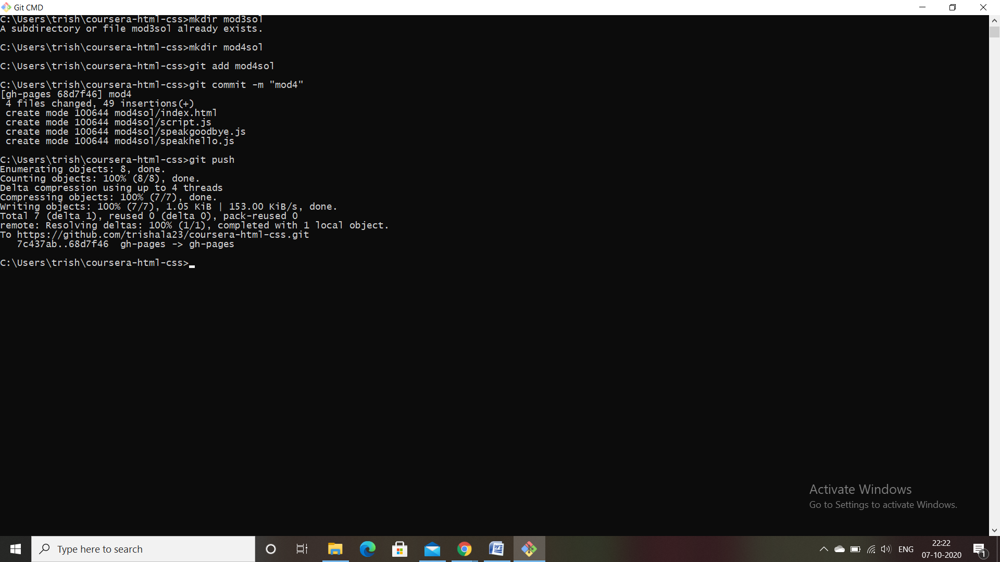 Git CMD
C:\Users\trish\coursera-html-css>mkdir mod3sol
A subdirectory or file mod3sol already exists.
C:\Users\trish\coursera-html-css>mkdir mod4sol
C:\Users\trish\coursera-html-css>git add mod4sol
C:\Users\trish\coursera-html-css>git commit -m "mod4"
[gh-pages 68d7f46] mod4
 4 files changed, 49 insertions(+)
 create mode 100644 mod4sol/index.html
 create mode 100644 mod4sol/script.js
 create mode 100644 mod4sol/speakgoodbye.js
 create mode 100644 mod4sol/speakhello.js
C:\Users\trish\coursera-html-css>git push
Enumerating objects: 8, done.
Counting objects: 100% (8/8), done.
Delta compression using up to 4 threads
Compressing objects: 100% (7/7), done.
Writing objects: 100% (7/7), 1.05 KiB | 153.00 KiB/s, done.
Total 7 (delta 1), reused 0 (delta 0), pack-reused 0
remote: Resolving deltas: 100% (1/1), completed with 1 local object.
To https://github.com/trishala23/coursera-html-css.git
   7c437ab..68d7f46  gh-pages -> gh-pages
C:\Users\trish\coursera-html-css>
Activate Windows
Go to Settings to activate Windows.
Type here to search
ENG
22:22
07-10-2020
1